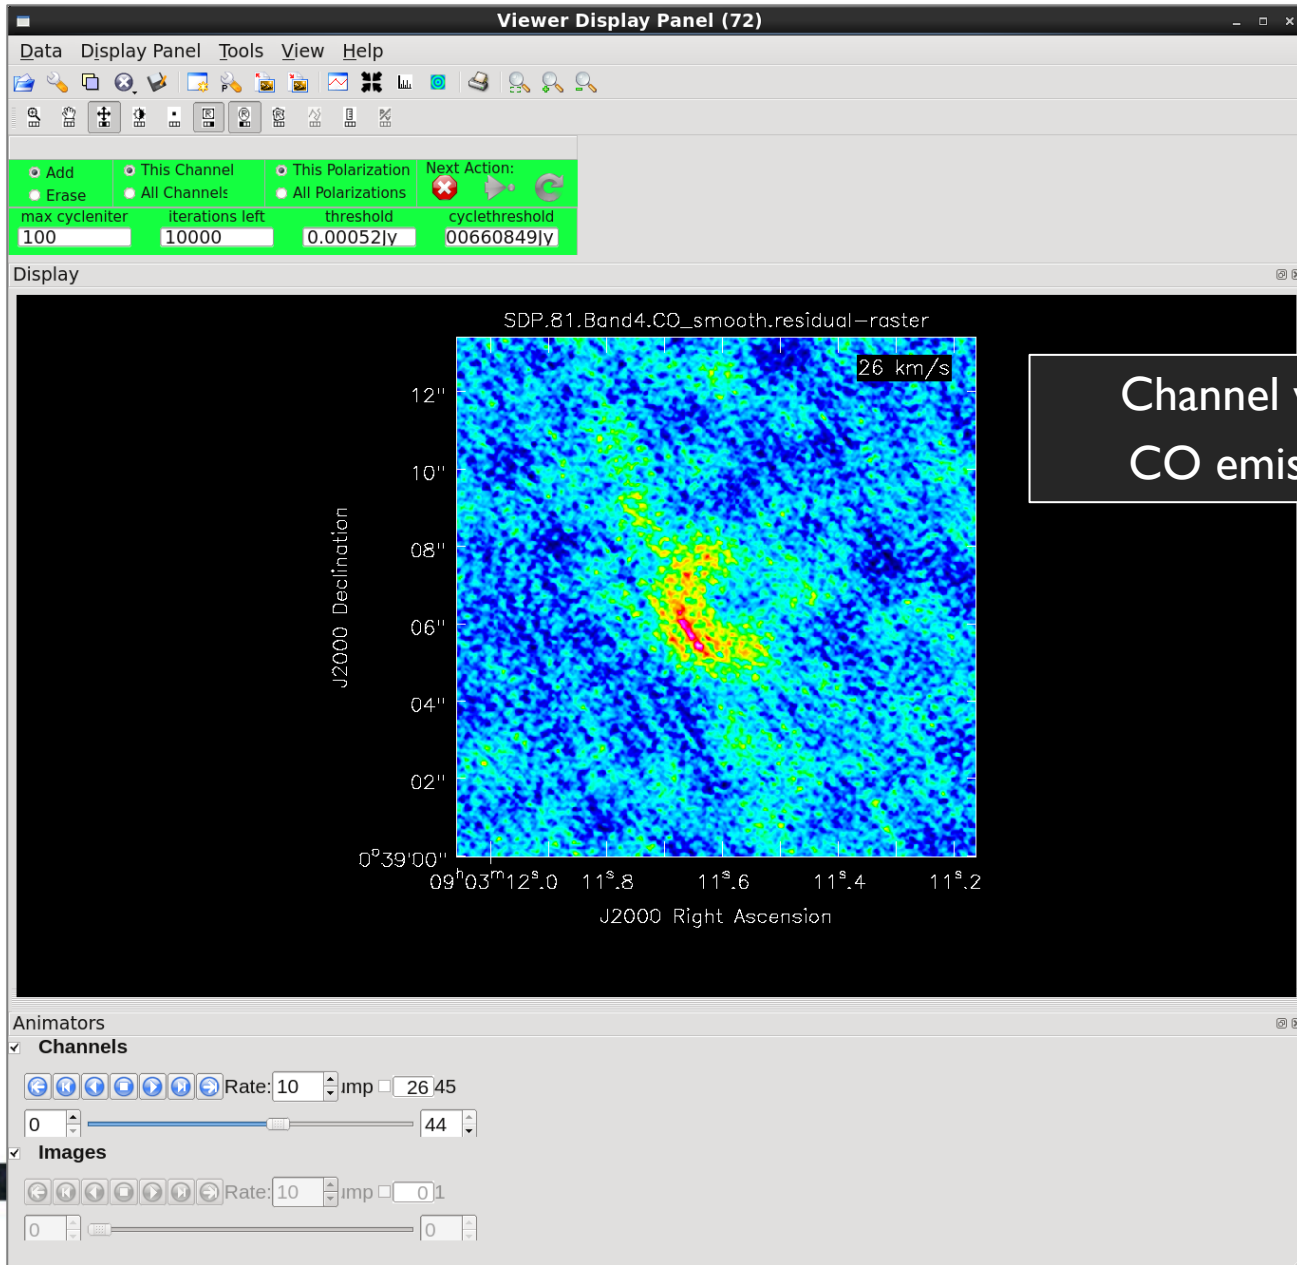 Viewer Display Panel (72)
Data Display Panel Tools View Help
Add This Channel This Polarization Next Action:
Erase All Channels All Polarizations
max cycleniter iterations left threshold cyclethreshold
100 10000 0.00052Jy 00660849Jy
Display
SDP.81.Band4.CO_smooth.residual-raster
26 km/s
Channel
CO
12"
10"
08"
06"
04"
02"
0°39'00"
J2000 Declination
09ʰ03ᵐ12ˢ.0 11ˢ.8 11ˢ.6 11ˢ.4 11ˢ.2
J2000 Right Ascension
Animators
Channels
Rate: 10 ump 26 45
0 44
Images
Rate: 10 ump 0 1
0 0